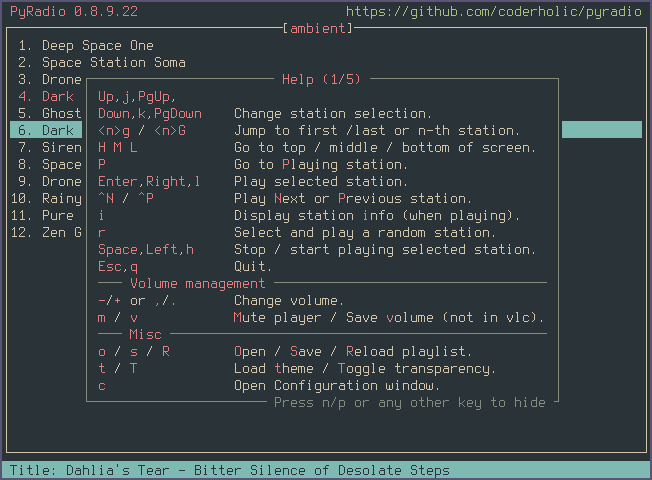 PyRadio 0.8.9.22 https://github.com/coderholic/pyradio
[ambient]
1. Deep Space One
2. Space Station Soma
3. Drone
4. Dark
5. Ghost
6. Dark
7. Siren
8. Space
9. Drone
10. Rainy
11. Pure
12. Zen G
Help (1/5)
Up,j,PgUp,
Down,k,PgDown Change station selection.
<n>g / <n>G Jump to first /last or n-th station.
H M L Go to top / middle / bottom of screen.
P Go to Playing station.
Enter,Right,l Play selected station.
^N / ^P Play Next or Previous station.
i Display station info (when playing).
r Select and play a random station.
Space,Left,h Stop / start playing selected station.
Esc,q Quit.
Volume management
-/+ or ,/. Change volume.
m / v Mute player / Save volume (not in vlc).
Misc
o / s / R Open / Save / Reload playlist.
t / T Load theme / Toggle transparency.
c Open Configuration window.
Press n/p or any other key to hide
Title: Dahlia's Tear - Bitter Silence of Desolate Steps